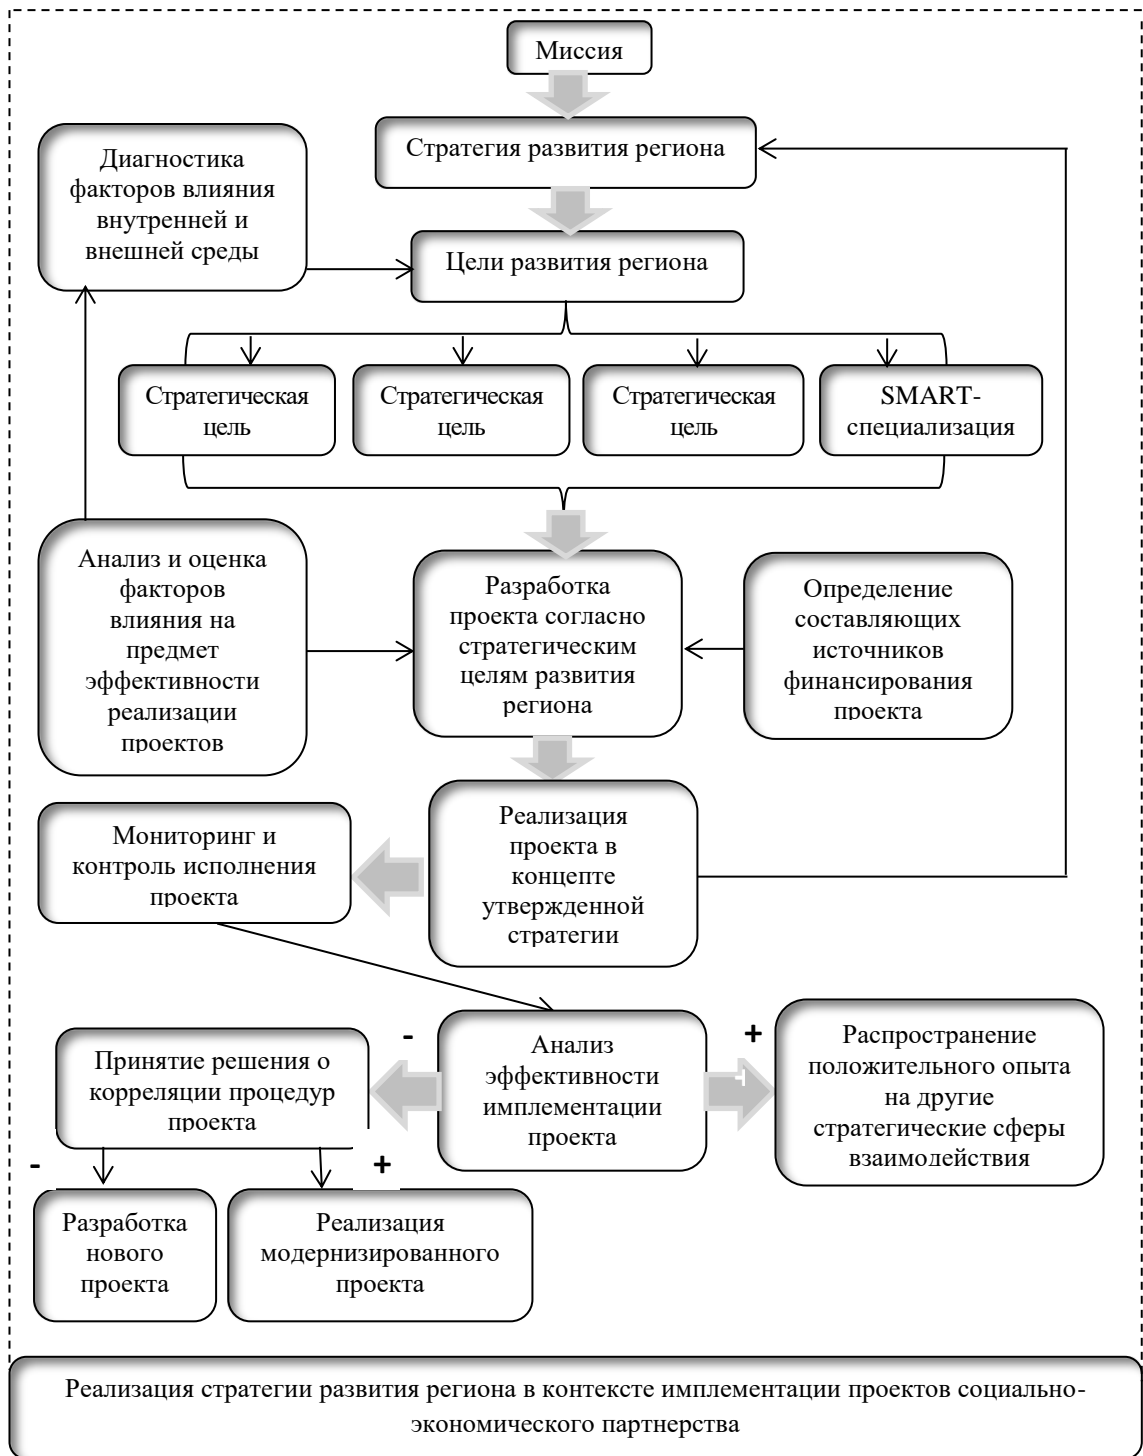 Миссия
Стратегия развития региона
Диагностика
факторов влияния
внутренней и
внешней среды
Цели развития региона
Стратегическая
цель
Стратегическая
цель
Стратегическая
цель
SMART-
специализация
Анализ и оценка
факторов
влияния на
предмет
эффективности
реализации
проектов
Разработка
проекта согласно
стратегическим
целям развития
региона
Определение
составляющих
источников
финансирования
проекта
Мониторинг и
контроль исполнения
проекта
Реализация
проекта в
концепте
утвержденной
стратегии
Принятие решения о
корреляции процедур
проекта
-
Анализ
эффективности
имплементации
проекта
+
Распространение
положительного опыта
на другие
стратегические сферы
взаимодействия
-
+
Разработка
нового
проекта
Реализация
модернизированного
проекта
Реализация стратегии развития региона в контексте имплементации проектов социально-
экономического партнерства